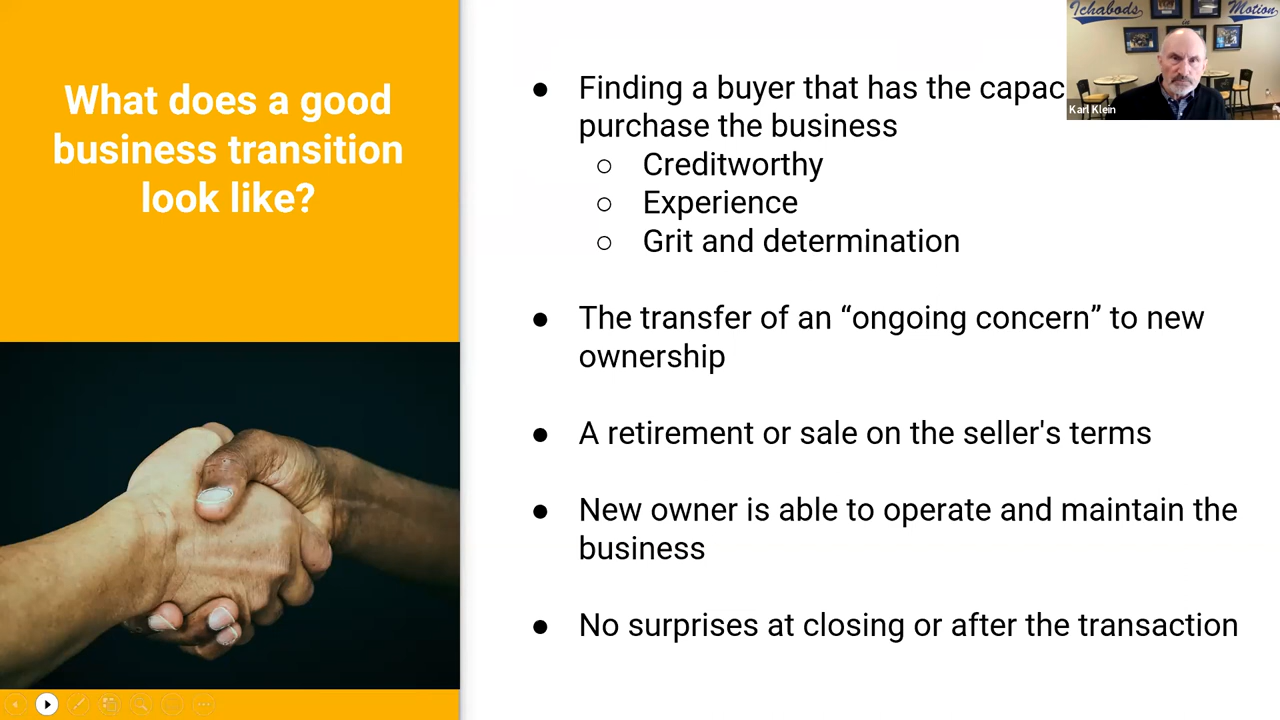 What does a good
business transition
look like?
● Finding a buyer that has the capac
purchase the business
○ Creditworthy
○ Experience
○ Grit and determination
● The transfer of an “ongoing concern” to new
ownership
● A retirement or sale on the seller's terms
● New owner is able to operate and maintain the
business
● No surprises at closing or after the transaction
Ichabods in Motion
Karl Klein